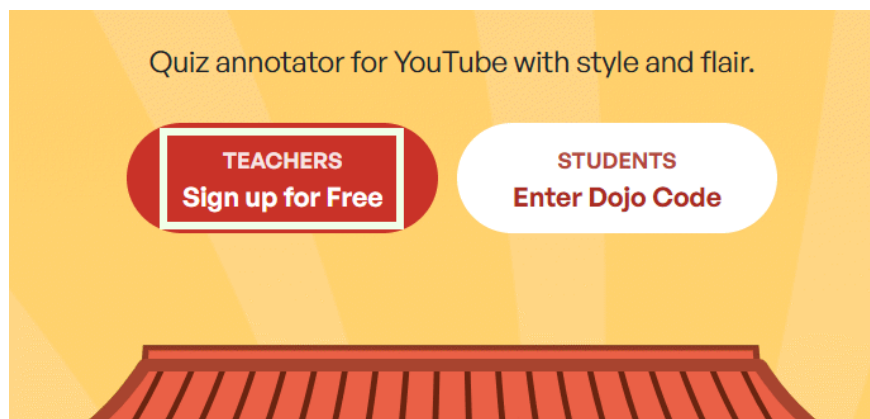 Quiz annotator for YouTube with style and flair.
TEACHERS
Sign up for Free
STUDENTS
Enter Dojo Code